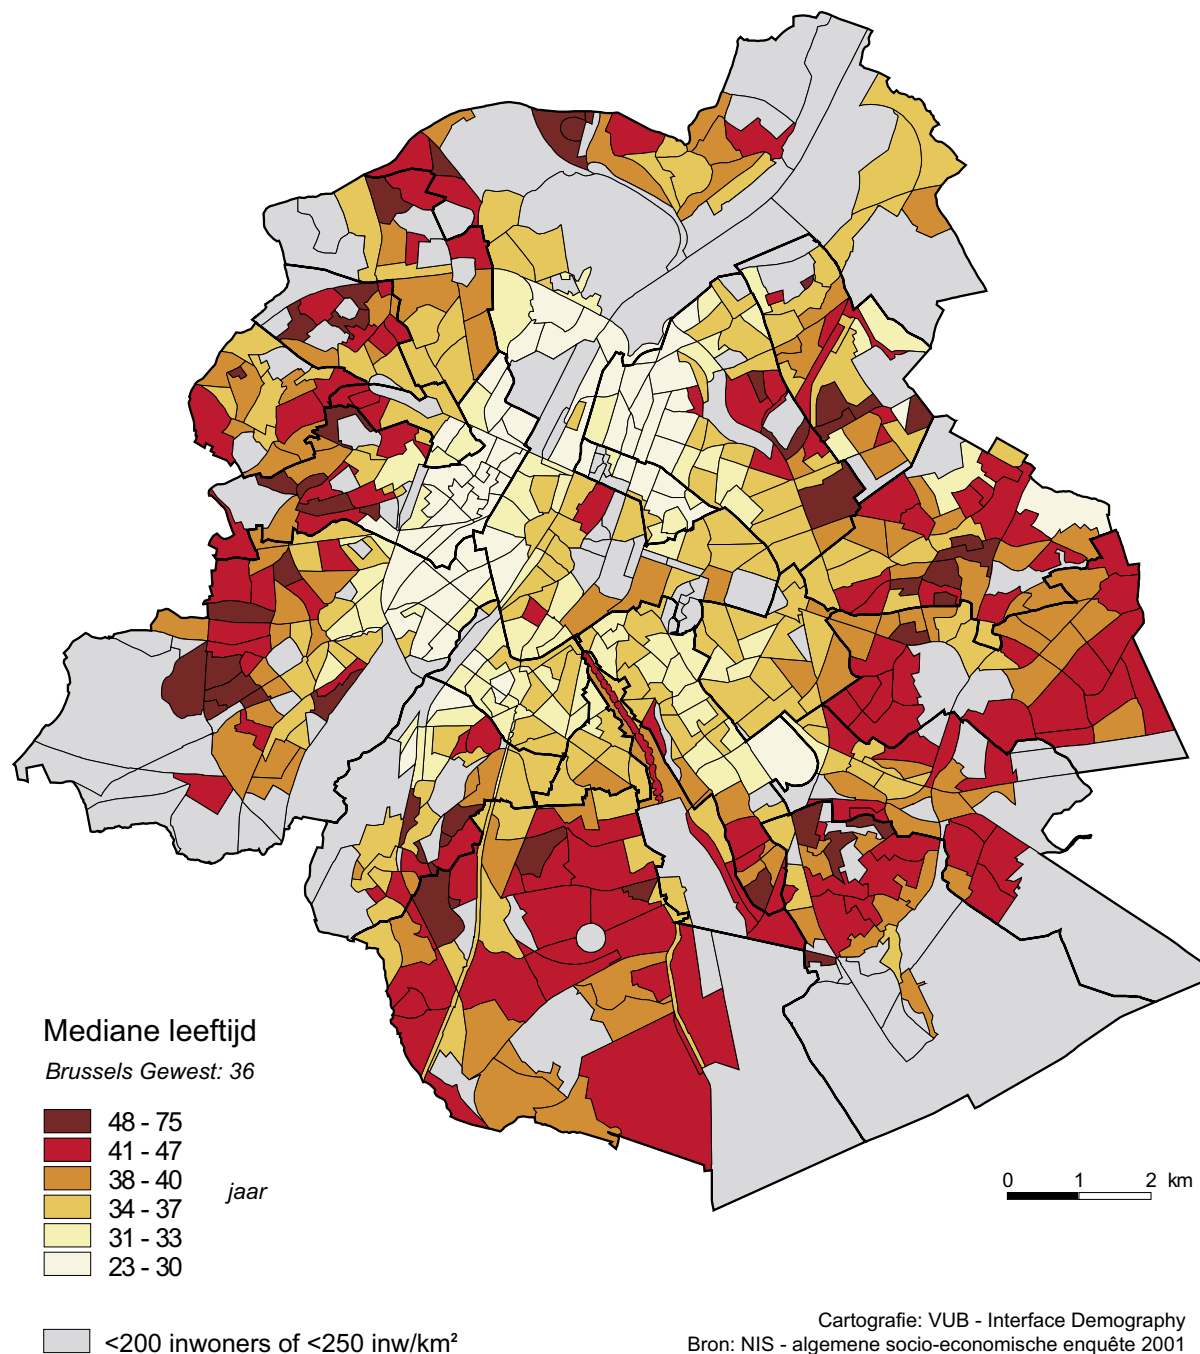 Mediane leeftijd
Brussels Gewest: 36
48 - 75
41 - 47
38 - 40
34 - 37
31 - 33
23 - 30
jaar
<200 inwoners of <250 inw/km²
0 1 2 km
Cartografie: VUB - Interface Demography
Bron: NIS - algemene socio-economische enquête 2001